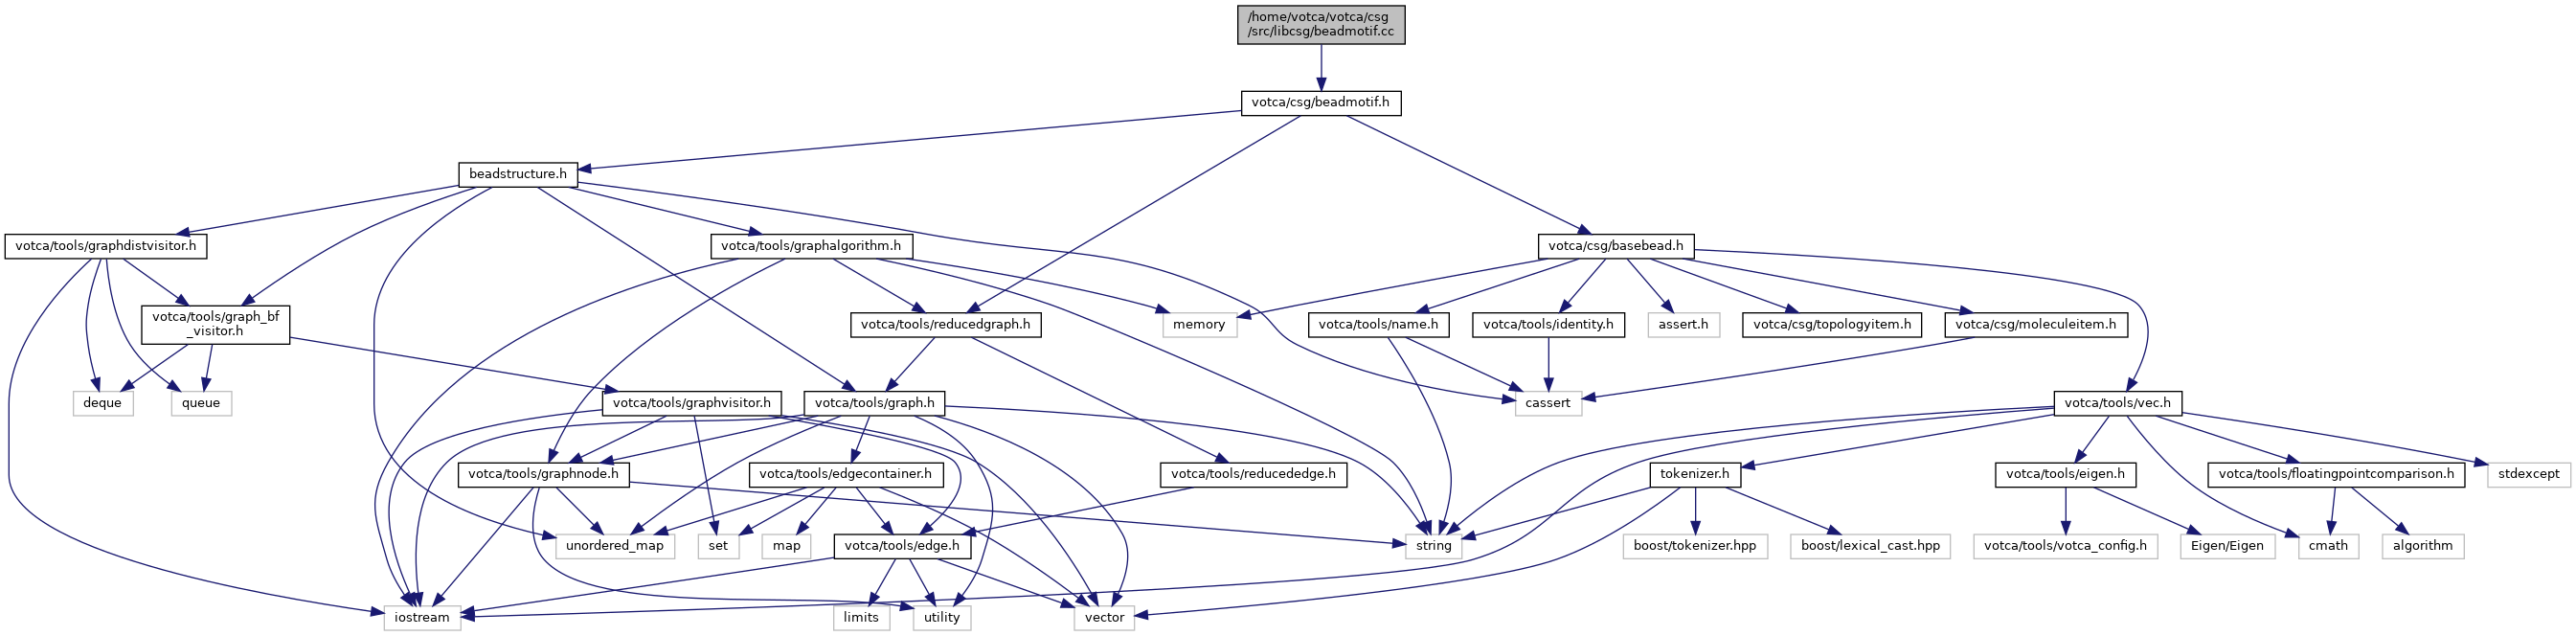 /home/votca/votca/csg
/src/libcsg/beadmotif.cc
votca/csg/beadmotif.h
beadstructure.h
votca/tools/graphdistvisitor.h
votca/tools/graphalgorithm.h
votca/csg/basebead.h
votca/tools/graph_bf
_visitor.h
votca/tools/reducedgraph.h
memory
votca/tools/name.h
votca/tools/identity.h
assert.h
votca/csg/topologyitem.h
votca/csg/moleculeitem.h
deque
queue
votca/tools/graphvisitor.h
votca/tools/graph.h
cassert
votca/tools/vec.h
votca/tools/graphnode.h
votca/tools/edgecontainer.h
votca/tools/reducededge.h
tokenizer.h
votca/tools/eigen.h
votca/tools/floatingpointcomparison.h
stdexcept
unordered_map
set
map
votca/tools/edge.h
string
boost/tokenizer.hpp
boost/lexical_cast.hpp
votca/tools/votca_config.h
Eigen/Eigen
cmath
algorithm
iostream
limits
utility
vector